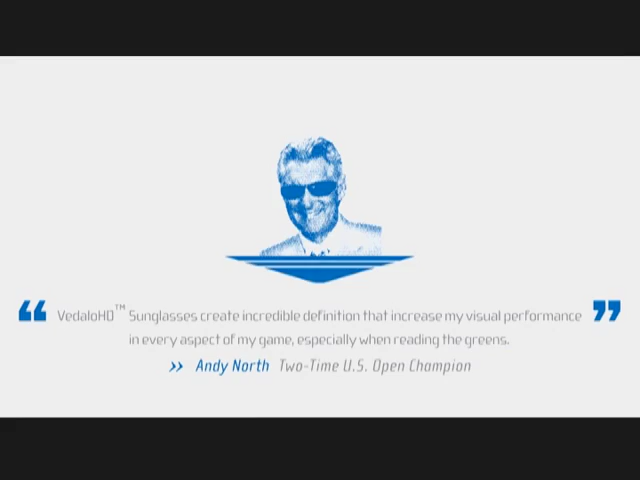 “ VedaloHD™ Sunglasses create incredible definition that increase my visual performance ”
in every aspect of my game, especially when reading the greens.
» Andy North Two-Time U.S. Open Champion